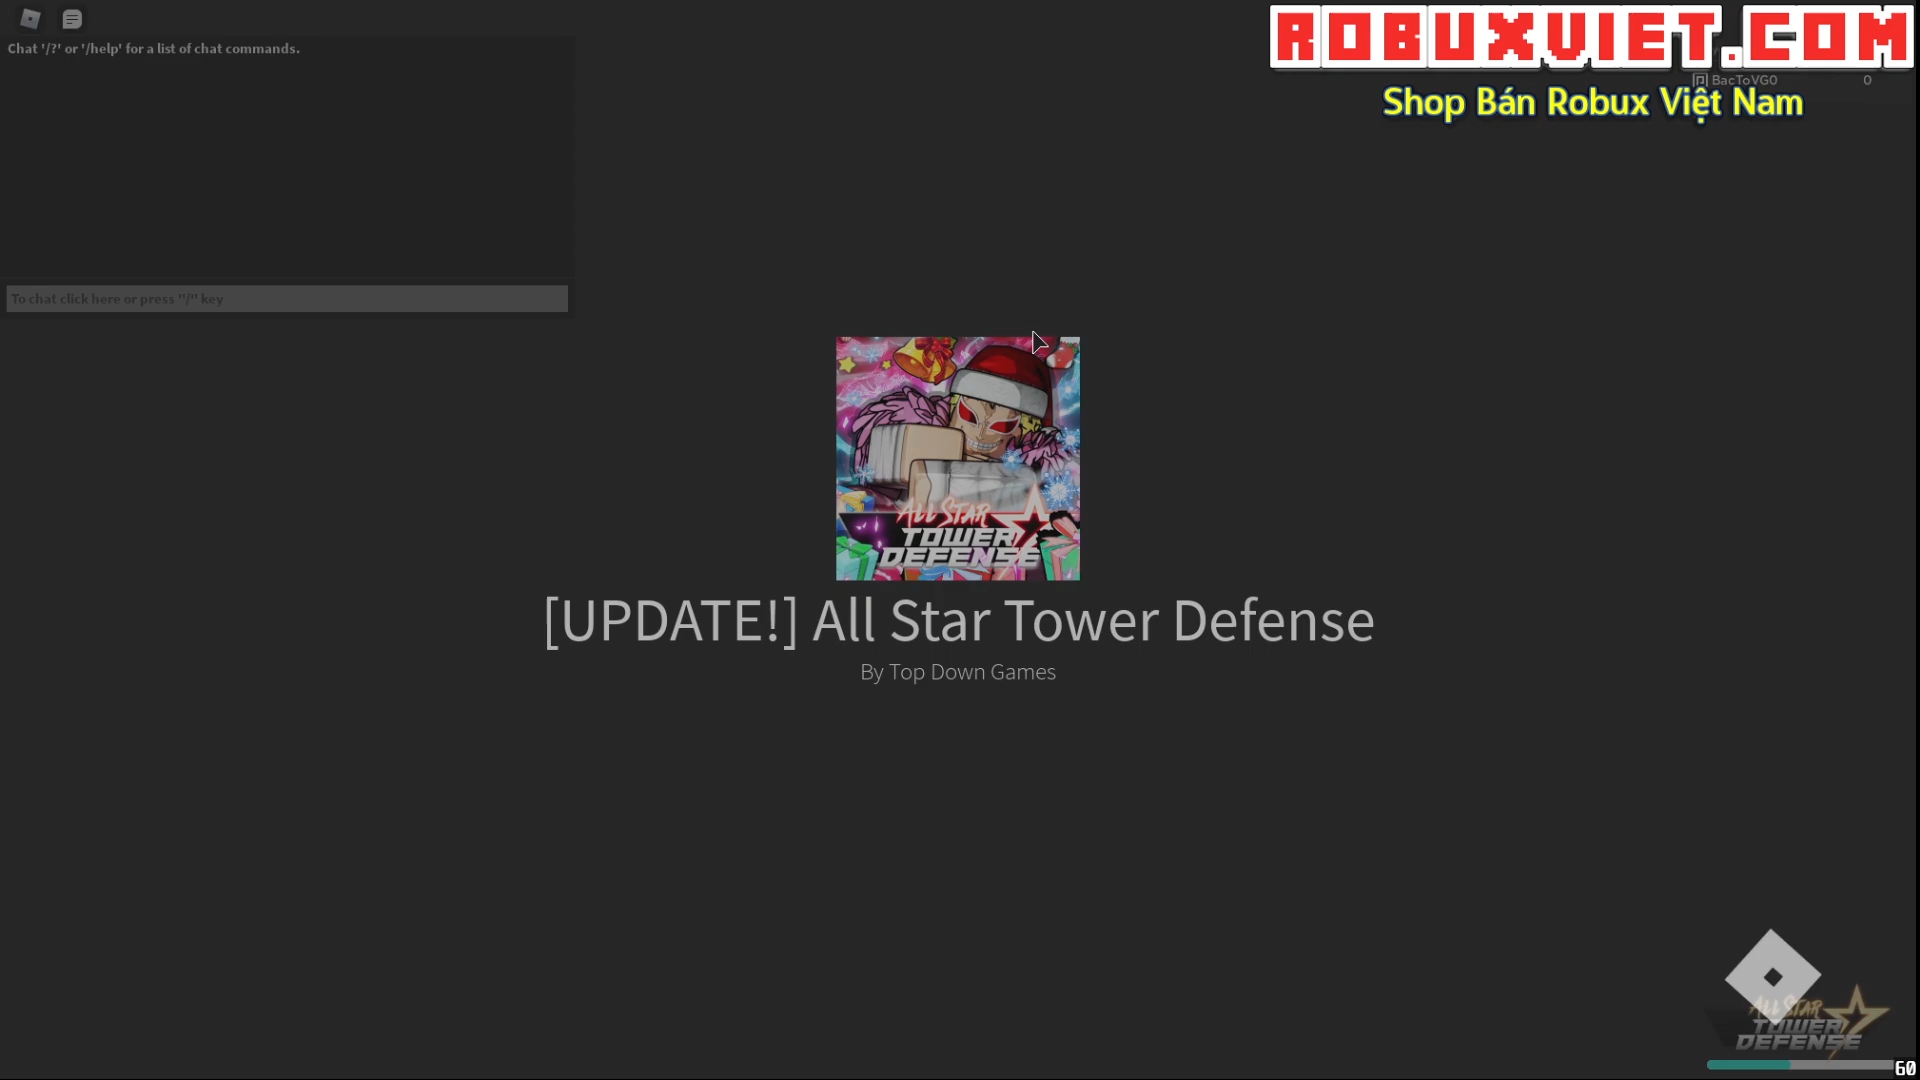 Chat '/?' or '/help' for a list of chat commands.
To chat click here or press "/" key
ROBUXVIET.COM
BacToVG0 0
Shop Bán Robux Việt Nam
ALL STAR
TOWER
DEFENSE
[UPDATE!] All Star Tower Defense
By Top Down Games
ALL STAR
TOWER
DEFENSE
60